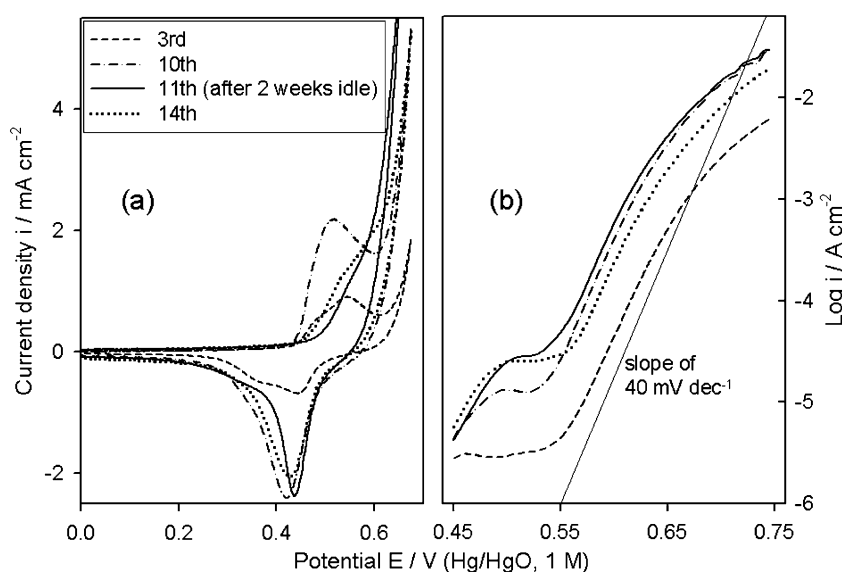 3rd
10th
11th (after 2 weeks idle)
14th
(a)
(b)
Current density i / mA cm⁻²
4
2
0
-2
0.0
0.2
0.4
0.6
slope of
40 mV dec⁻¹
Log i / A cm⁻²
-2
-3
-4
-5
-6
0.45
0.55
0.65
0.75
Potential E / V (Hg/HgO, 1 M)